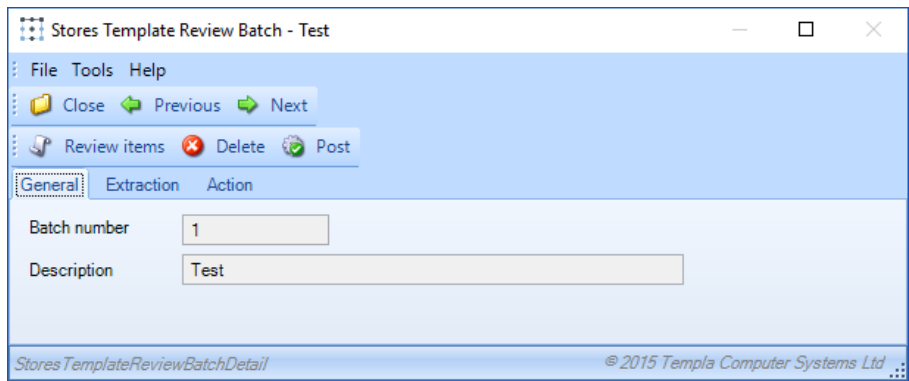 Stores Template Review Batch - Test
File Tools Help
Close Previous Next
Review items Delete Post
General Extraction Action
Batch number 1
Description Test
StoresTemplateReviewBatchDetail © 2015 Templa Computer Systems Ltd